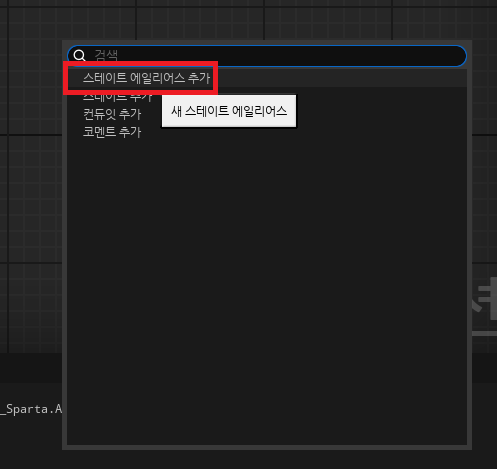 검색
스테이트 에일리어스 추가
스테이트 추가
새 스테이트 에일리어스
컨듀잇 추가
코멘트 추가
_Sparta.A